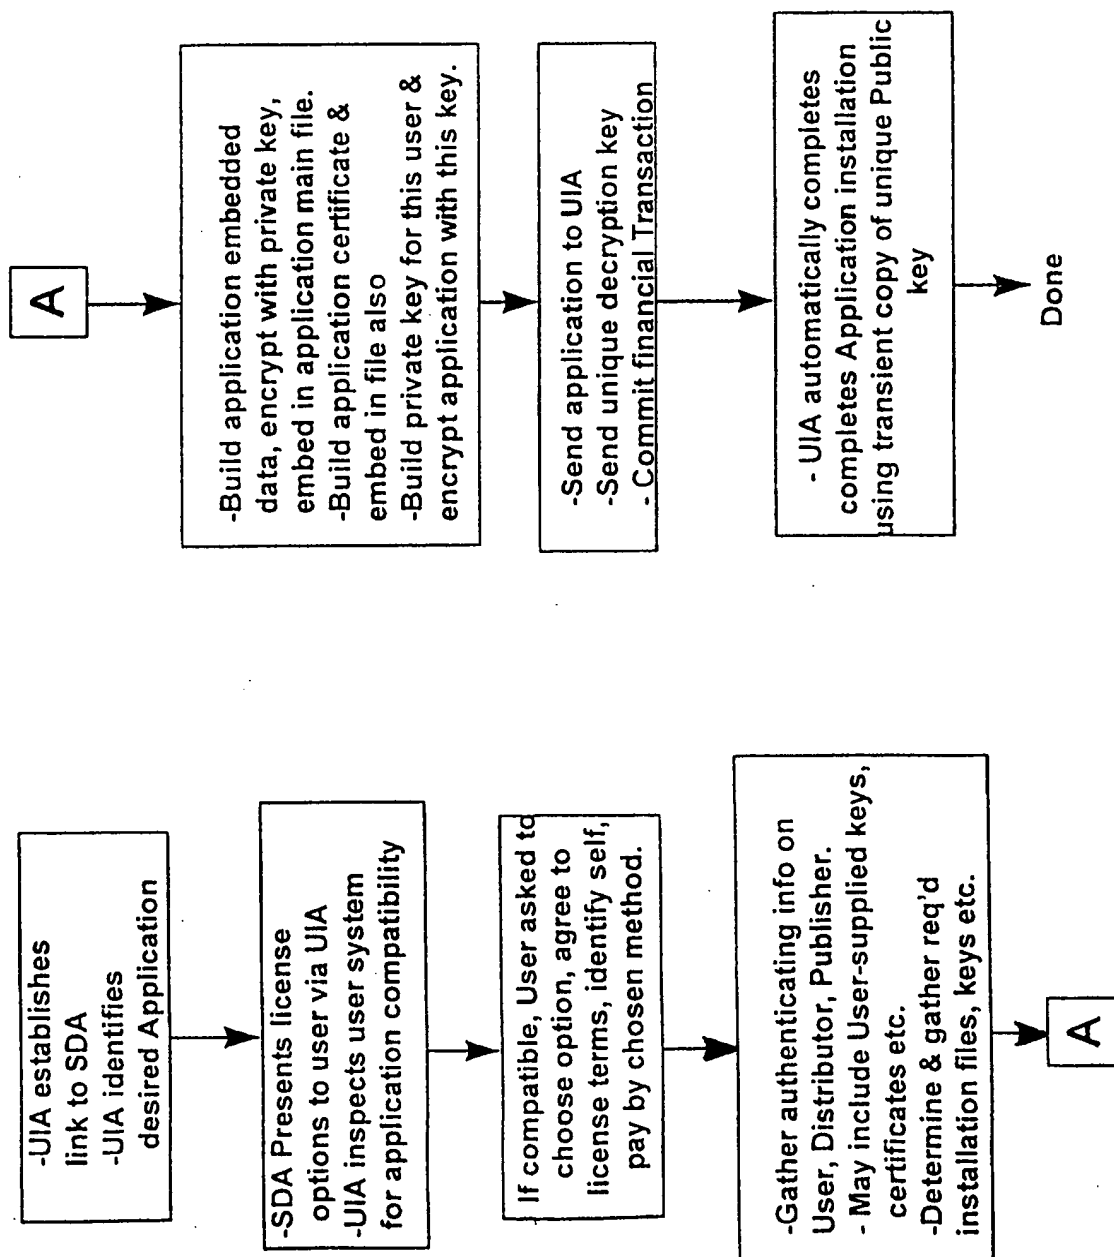 -UIA establishes
link to SDA
-UIA identifies
desired Application
-SDA Presents license
options to user via UIA
-UIA inspects user system
for application compatibility
If compatible, User asked to
choose option, agree to
license terms, identify self,
pay by chosen method.
-Gather authenticating info on
User, Distributor, Publisher.
- May include User-supplied keys,
certificates etc.
-Determine & gather req'd
installation files, keys etc.
A
A
-Build application embedded
data, encrypt with private key,
embed in application main file.
-Build application certificate &
embed in file also
-Build private key for this user &
encrypt application with this key.
-Send application to UIA
-Send unique decryption key
- Commit financial Transaction
- UIA automatically completes
completes Application installation
using transient copy of unique Public
key
Done